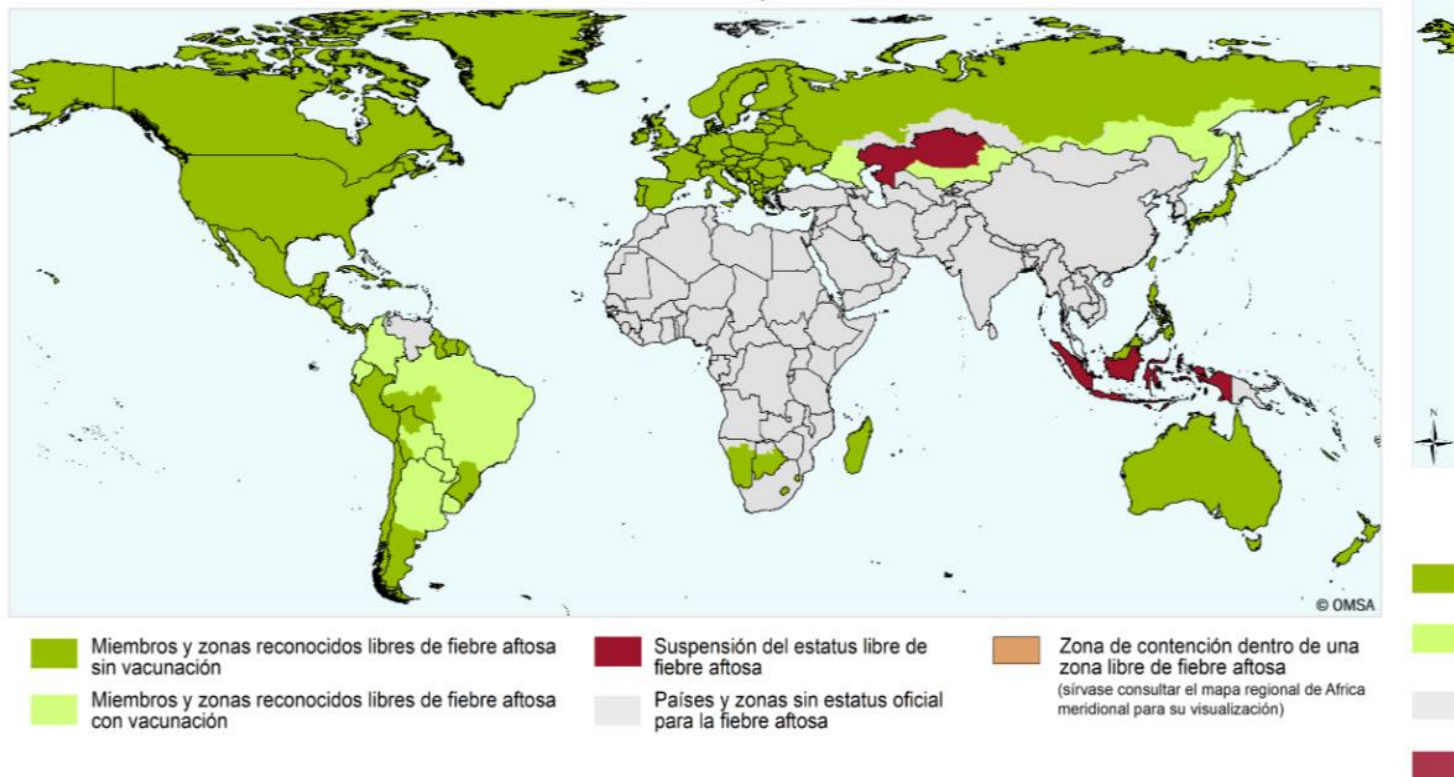 N
© OMSA
Miembros y zonas reconocidos libres de fiebre aftosa
sin vacunación
Miembros y zonas reconocidos libres de fiebre aftosa
con vacunación
Suspensión del estatus libre de
fiebre aftosa
Países y zonas sin estatus oficial
para la fiebre aftosa
Zona de contención dentro de una
zona libre de fiebre aftosa
(sírvase consultar el mapa regional de Africa
meridional para su visualización)